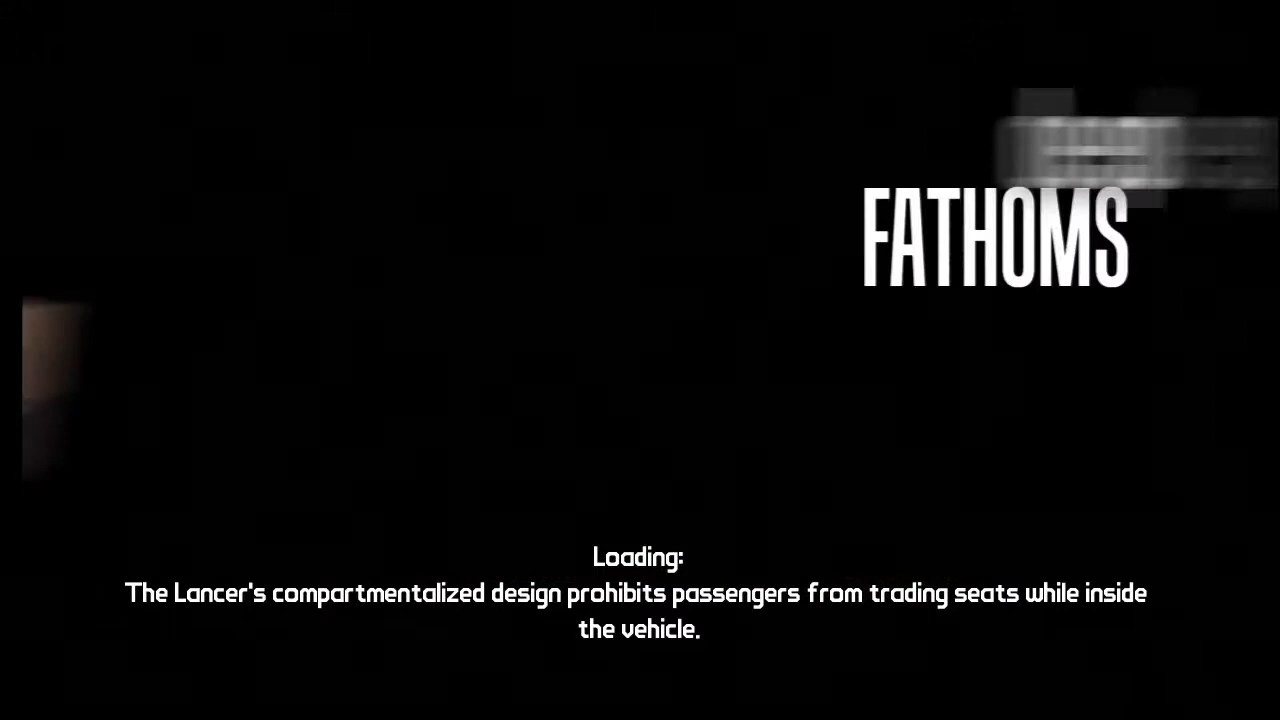 FATHOMS
Loading:
The Lancer's compartmentalized design prohibits passengers from trading seats while inside
the vehicle.